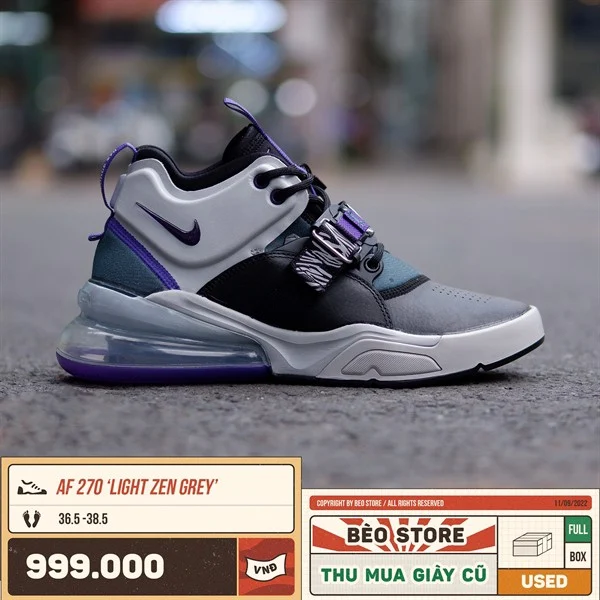 AF 270 ‘LIGHT ZEN GREY’
36.5 -38.5
999.000
VNĐ
COPYRIGHT BY BÈO STORE / ALL RIGHTS RESERVED
11/09/2022
BÈO STORE
THU MUA GIÀY CŨ
FULL
BOX
USED